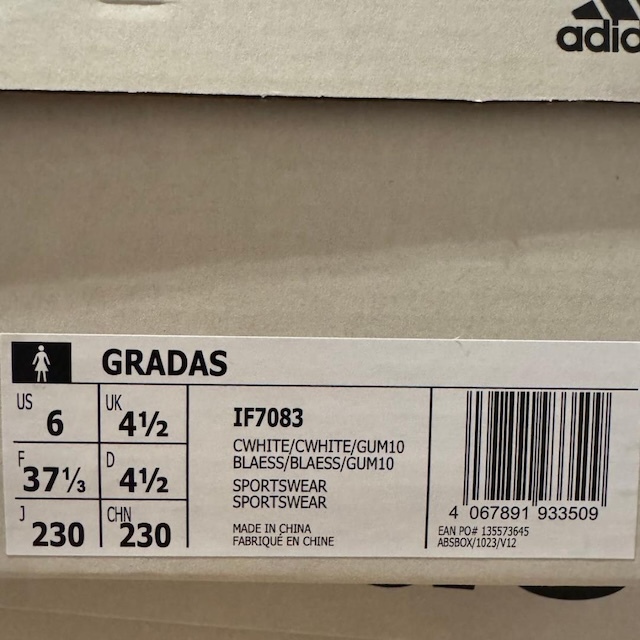 adid
GRADAS
US 6 UK 4½
F 37⅓ D 4½
J 230 CHN 230
IF7083
CWHITE/CWHITE/GUM10
BLAESS/BLAESS/GUM10
SPORTSWEAR
SPORTSWEAR
MADE IN CHINA
FABRIQUÉ EN CHINE
4 067891 933509
EAN PO# 135573645
ABSBOX/1023/V12